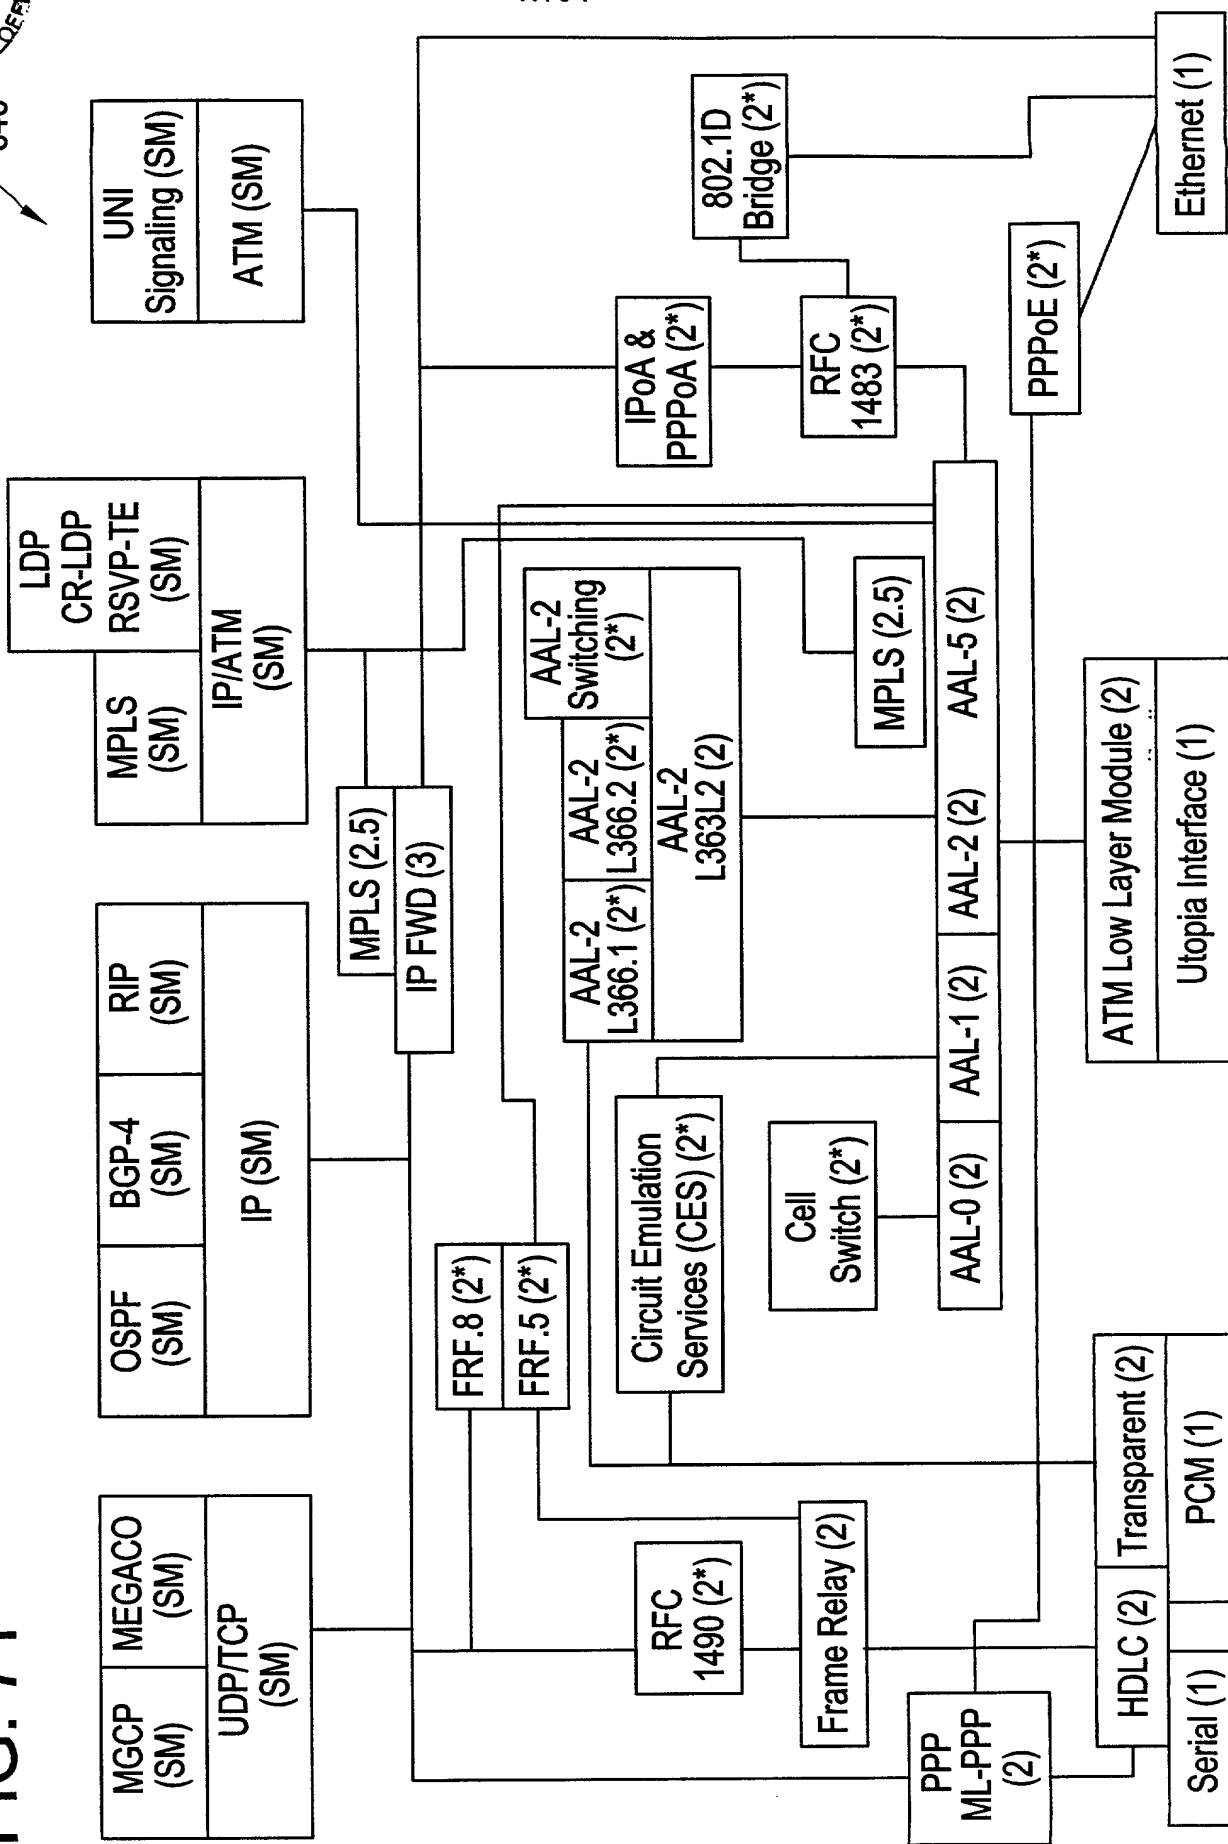 MGCP
(SM)
MEGACO
(SM)
UDP/TCP
(SM)
OSPF
(SM)
BGP-4
(SM)
RIP
(SM)
IP (SM)
MPLS
(SM)
LDP
CR-LDP
RSVP-TE
(SM)
IP/ATM
(SM)
UNI
Signaling (SM)
ATM (SM)
MPLS (2.5)
IP FWD (3)
FRF.8 (2*)
FRF.5 (2*)
AAL-2
L366.1 (2*)
AAL-2
L366.2 (2*)
AAL-2
Switching
(2*)
AAL-2
L363L2 (2)
RFC
1490 (2*)
Circuit Emulation
Services (CES) (2*)
IPoA &
PPPoA (2*)
802.1D
Bridge (2*)
Frame Relay (2)
Cell
Switch (2*)
MPLS (2.5)
RFC
1483 (2*)
PPP
ML-PPP
(2)
AAL-0 (2)
AAL-1 (2)
AAL-2 (2)
AAL-5 (2)
PPPoE (2*)
HDLC (2)
Transparent (2)
ATM Low Layer Module (2)
Serial (1)
PCM (1)
Utopia Interface (1)
Ethernet (1)